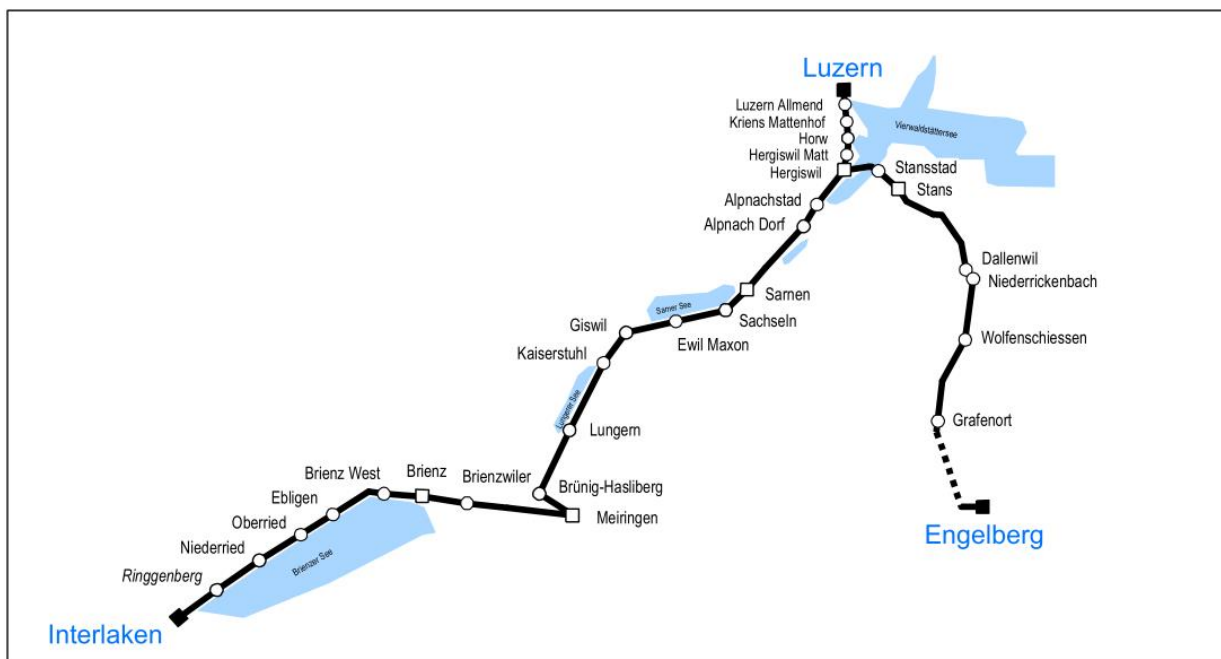 Luzern
Luzern Allmend
Kriens Mattenhof
Vierwaldstättersee
Horw
Hergiswil Matt
Hergiswil
Stansstad
Stans
Alpnachstad
Alpnach Dorf
Dallenwil
Niederrickenbach
Sarnen
Sarner See
Sachseln
Giswil
Ewil Maxon
Wolfenschiessen
Kaiserstuhl
Lungerer See
Grafenort
Lungern
Brienz West
Brienz
Brienzwiler
Brünig-Hasliberg
Ebligen
Meiringen
Oberried
Engelberg
Niederried
Brienzer See
Ringgenberg
Interlaken